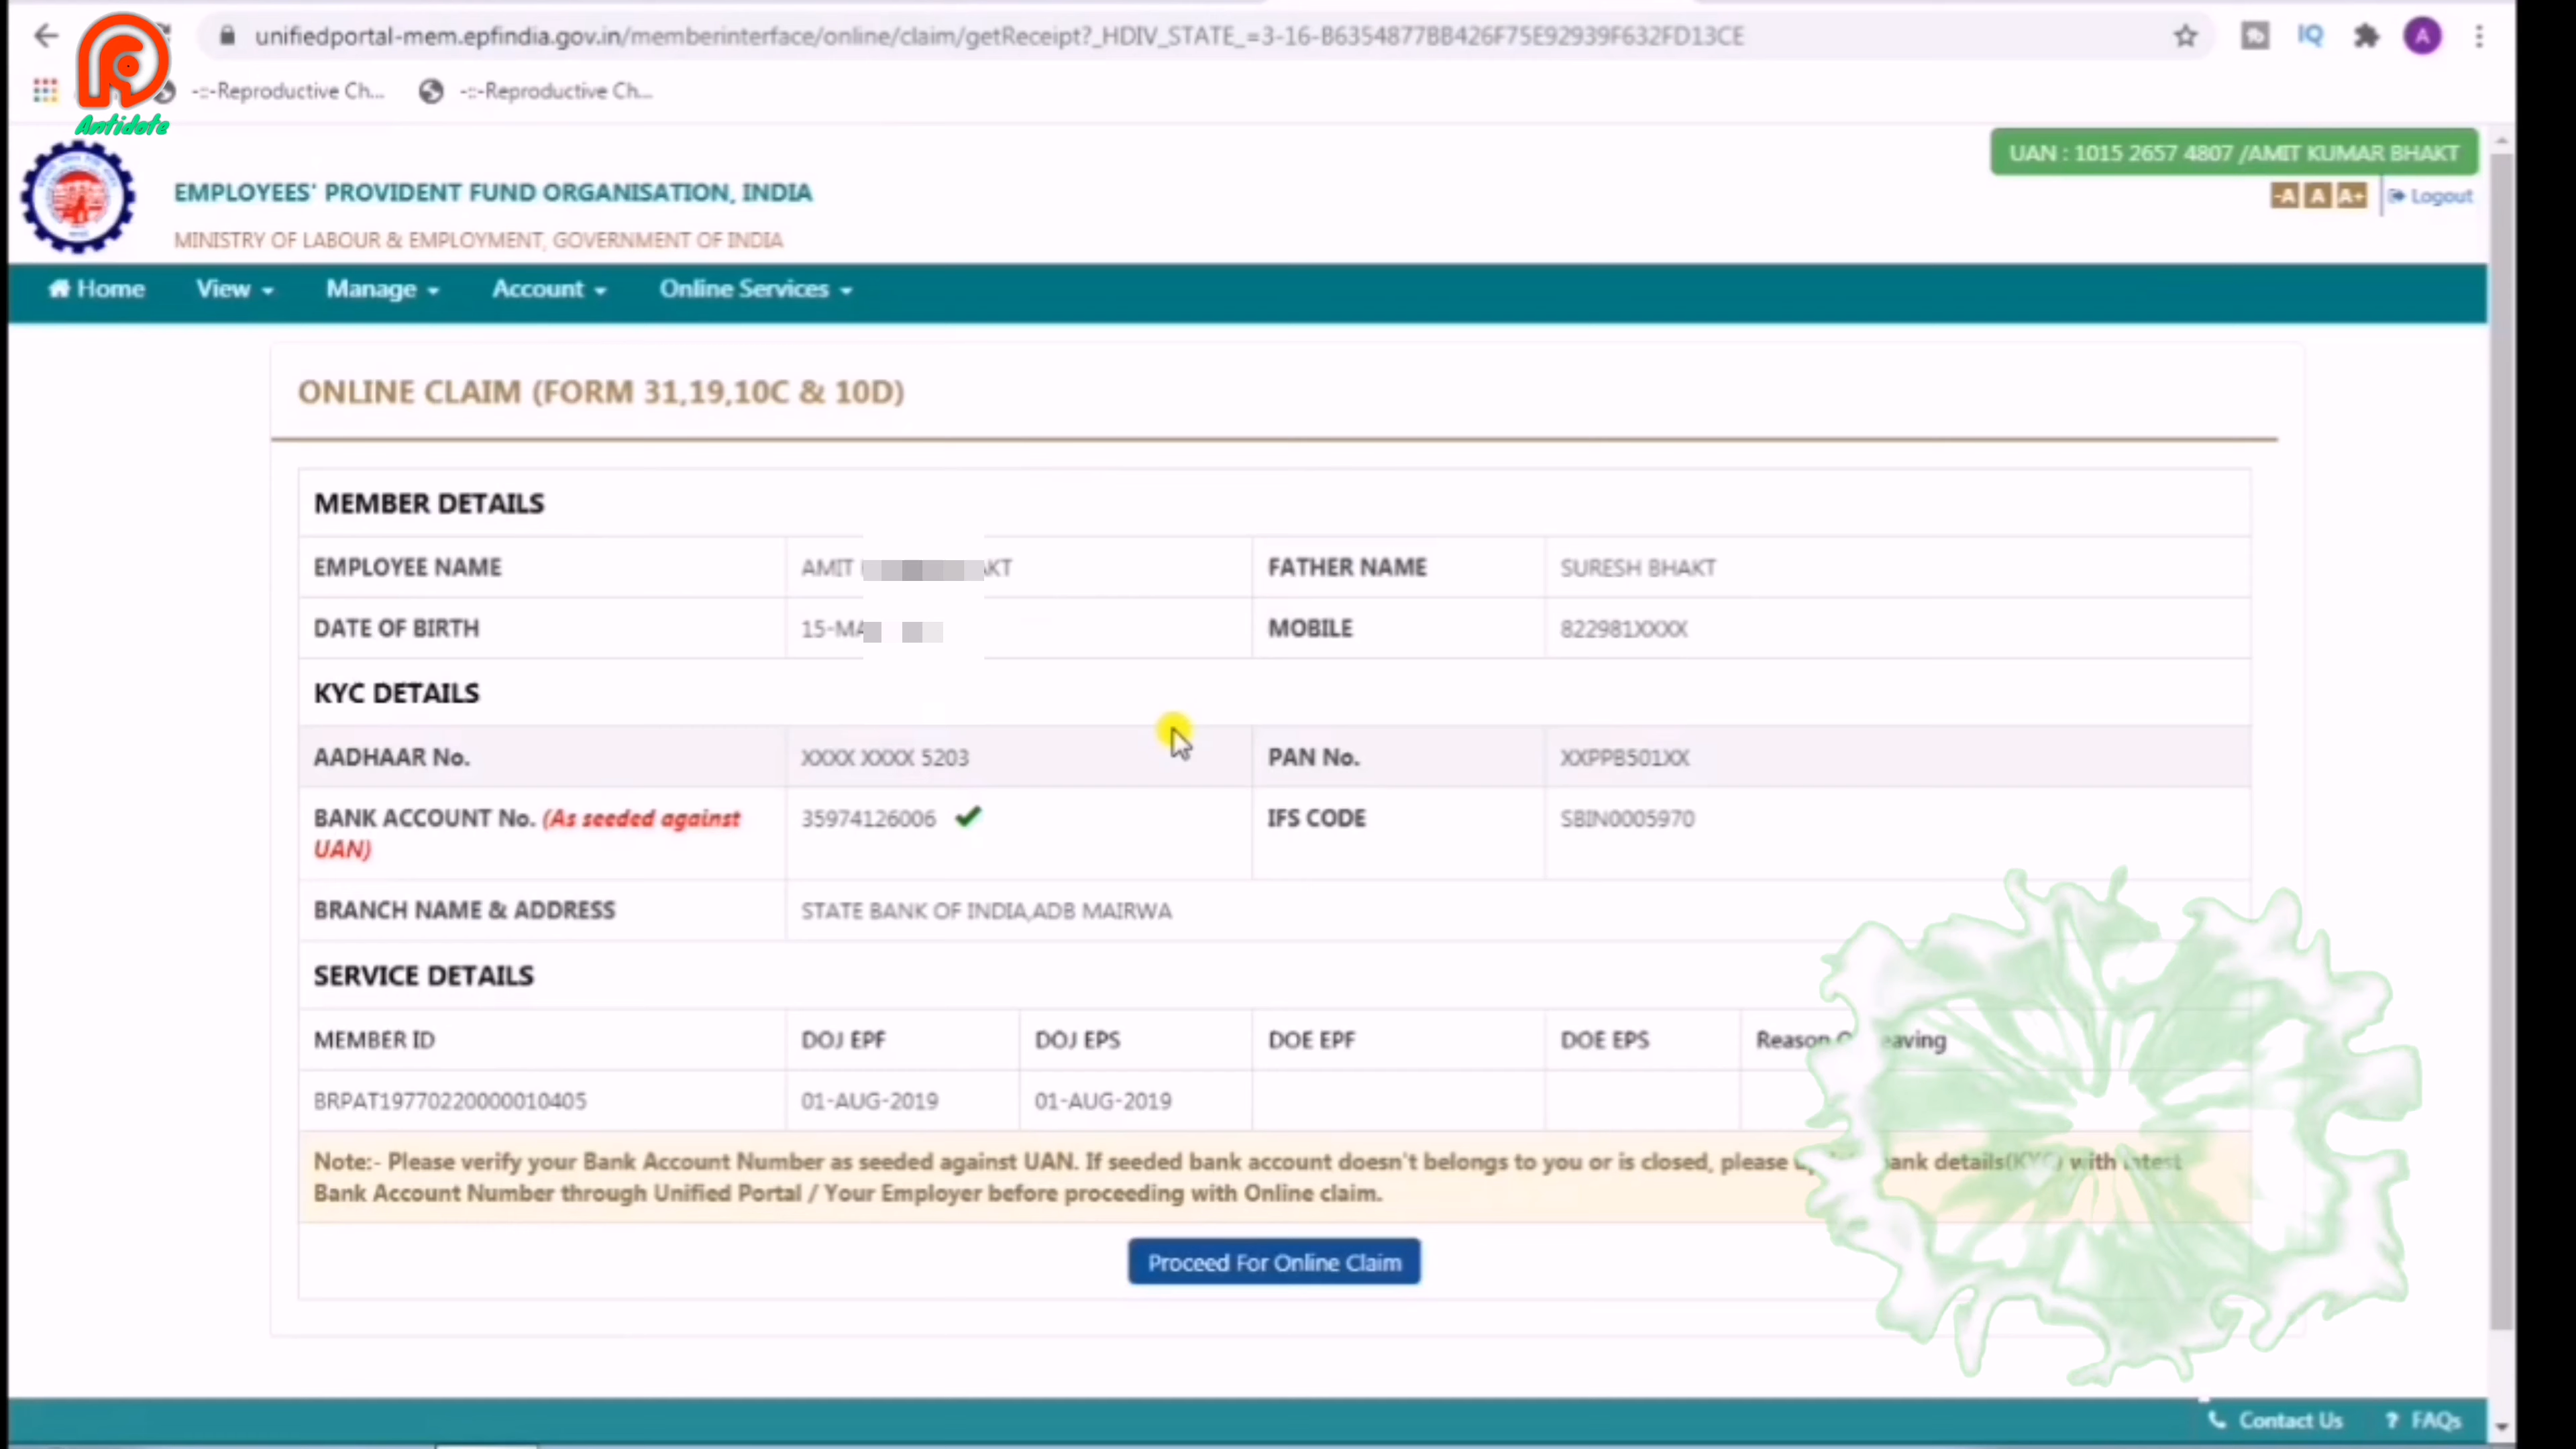 unifiedportal-mem.epfindia.gov.in/memberinterface/online/claim/getReceipt?_HDIV_STATE_=3-16-B6354877BB426F75E92939F632FD13CE
IQ A
-::-Reproductive Ch... -::-Reproductive Ch...
Antidote
UAN : 1015 2657 4807 /AMIT KUMAR BHAKT
EMPLOYEES' PROVIDENT FUND ORGANISATION, INDIA
-A A A+ Logout
MINISTRY OF LABOUR & EMPLOYMENT, GOVERNMENT OF INDIA
Home View Manage Account Online Services
ONLINE CLAIM (FORM 31,19,10C & 10D)
MEMBER DETAILS
EMPLOYEE NAME AMIT FATHER NAME SURESH BHAKT
DATE OF BIRTH 15-MA MOBILE 822981XXXX
KYC DETAILS
AADHAAR No. XXXX XXXX 5203 PAN No. XXPPB501XX
BANK ACCOUNT No. (As seeded against 35974126006 IFS CODE SBIN0005970
UAN)
BRANCH NAME & ADDRESS STATE BANK OF INDIA,ADB MAIRWA
SERVICE DETAILS
MEMBER ID DOJ EPF DOJ EPS DOE EPF DOE EPS Reason
BRPAT19770220000010405 01-AUG-2019 01-AUG-2019
Note:- Please verify your Bank Account Number as seeded against UAN. If seeded bank account doesn't belongs to you or is closed, please bank details(KYC) with latest
Bank Account Number through Unified Portal / Your Employer before proceeding with Online claim.
Proceed For Online Claim
Contact Us ? FAQs